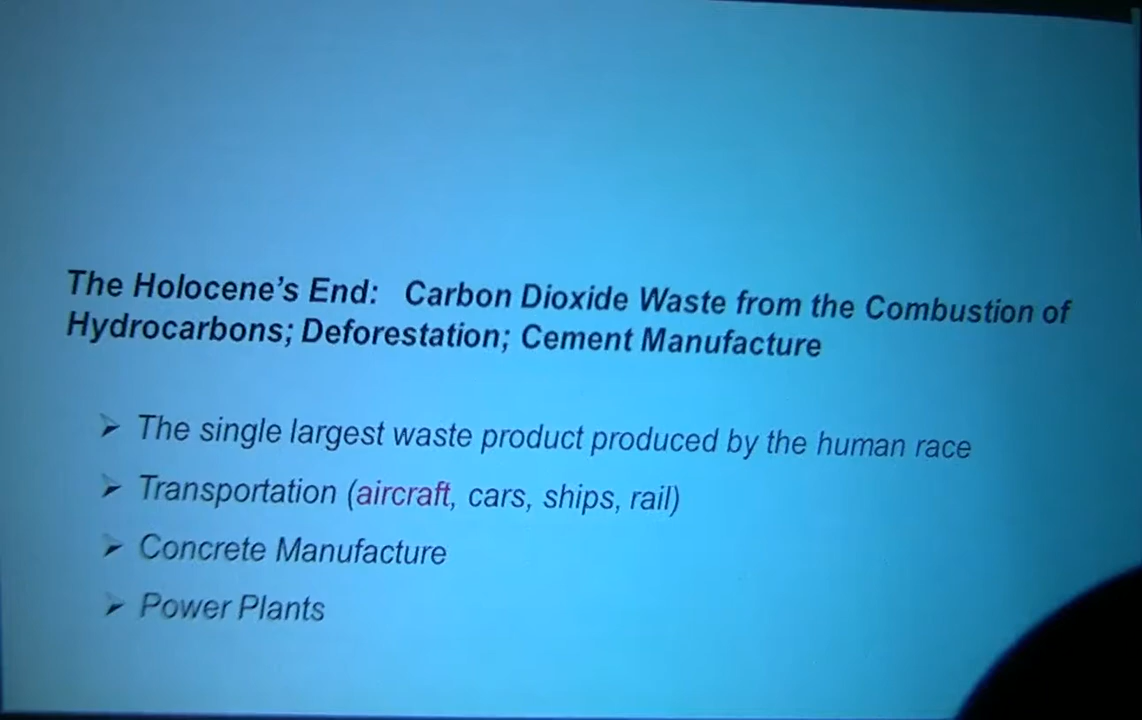 The Holocene's End: Carbon Dioxide Waste from the Combustion of
Hydrocarbons; Deforestation; Cement Manufacture
➢ The single largest waste product produced by the human race
➢ Transportation (aircraft, cars, ships, rail)
➢ Concrete Manufacture
➢ Power Plants